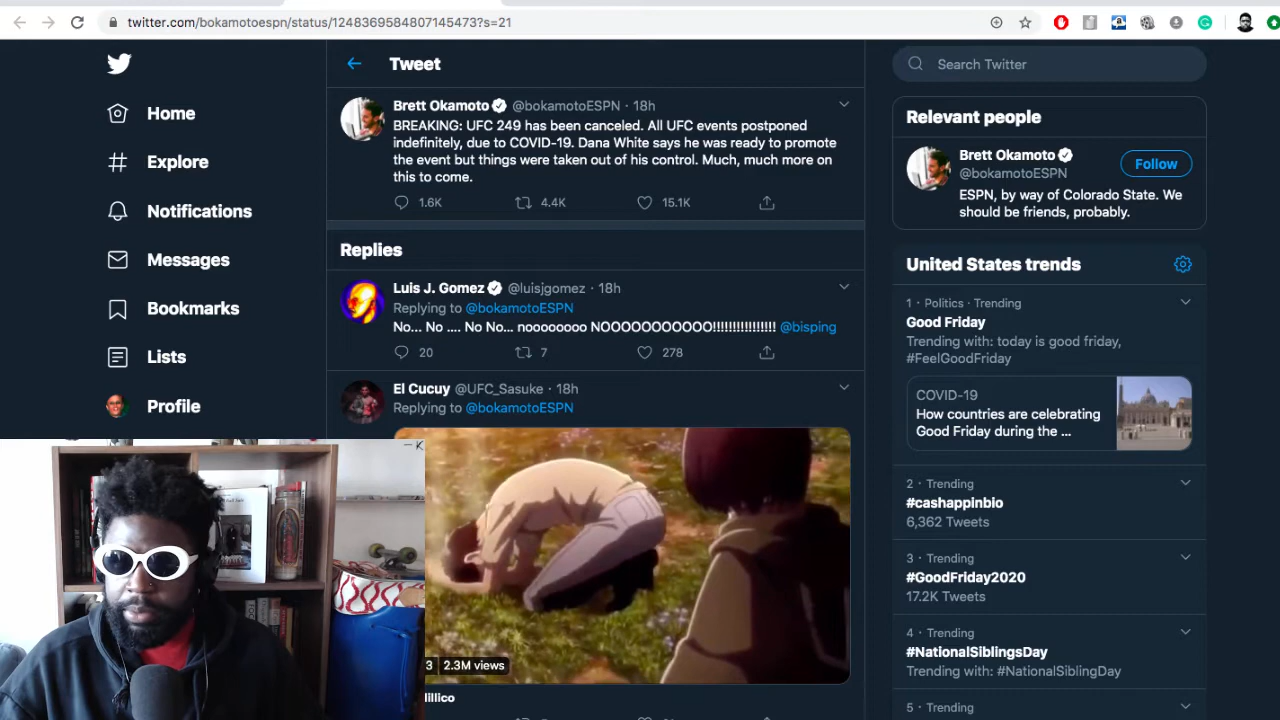 twitter.com/bokamotoespn/status/1248369584807145473?s=21
Home
Explore
Notifications
Messages
Bookmarks
Lists
Profile
Tweet
Brett Okamoto @bokamotoESPN · 18h
BREAKING: UFC 249 has been canceled. All UFC events postponed
indefinitely, due to COVID-19. Dana White says he was ready to promote
the event but things were taken out of his control. Much, much more on
this to come.
1.6K 4.4K 15.1K
Replies
Luis J. Gomez @luisjgomez · 18h
Replying to @bokamotoESPN
No... No .... No No... noooooooo NOOOOOOOOOOO!!!!!!!!!!!!!!!! @bisping
20 7 278
El Cucuy @UFC_Sasuke · 18h
Replying to @bokamotoESPN
3 2.3M views
Search Twitter
Relevant people
Brett Okamoto
@bokamotoESPN
Follow
ESPN, by way of Colorado State. We
should be friends, probably.
United States trends
1 · Politics · Trending
Good Friday
Trending with: today is good friday,
#FeelGoodFriday
COVID-19
How countries are celebrating
Good Friday during the ...
2 · Trending
#cashappinbio
6,362 Tweets
3 · Trending
#GoodFriday2020
17.2K Tweets
4 · Trending
#NationalSiblingsDay
Trending with: #NationalSiblingDay
5 · Trending